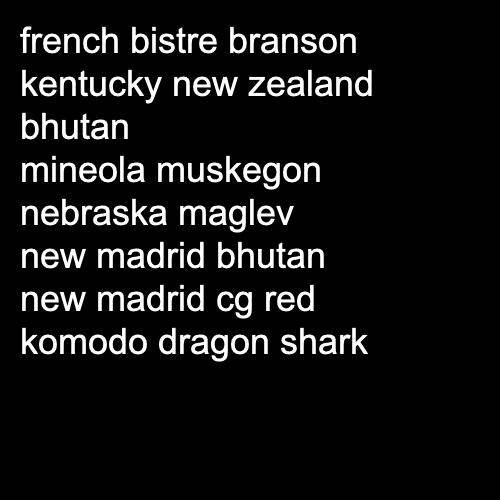 french bistre branson
kentucky new zealand
bhutan
mineola muskegon
nebraska maglev
new madrid bhutan
new madrid cg red
komodo dragon shark